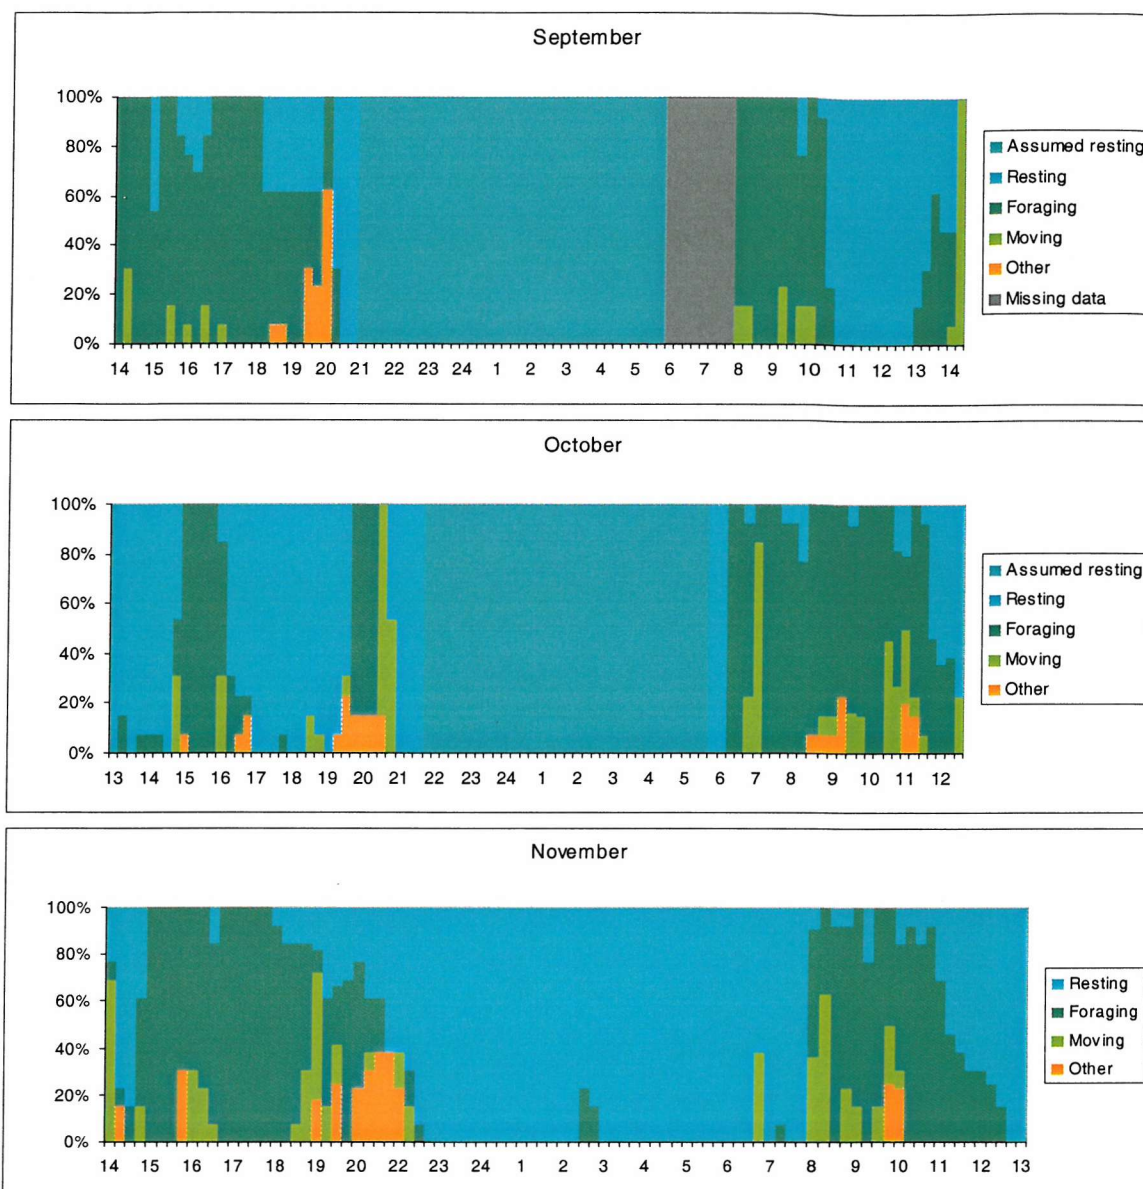 September
100%
80%
60%
40%
20%
0%
14 15 16 17 18 19 20 21 22 23 24 1 2 3 4 5 6 7 8 9 10 11 12 13 14
Assumed resting
Resting
Foraging
Moving
Other
Missing data
October
100%
80%
60%
40%
20%
0%
13 14 15 16 17 18 19 20 21 22 23 24 1 2 3 4 5 6 7 8 9 10 11 12
Assumed resting
Resting
Foraging
Moving
Other
November
100%
80%
60%
40%
20%
0%
14 15 16 17 18 19 20 21 22 23 24 1 2 3 4 5 6 7 8 9 10 11 12 13
Resting
Foraging
Moving
Other